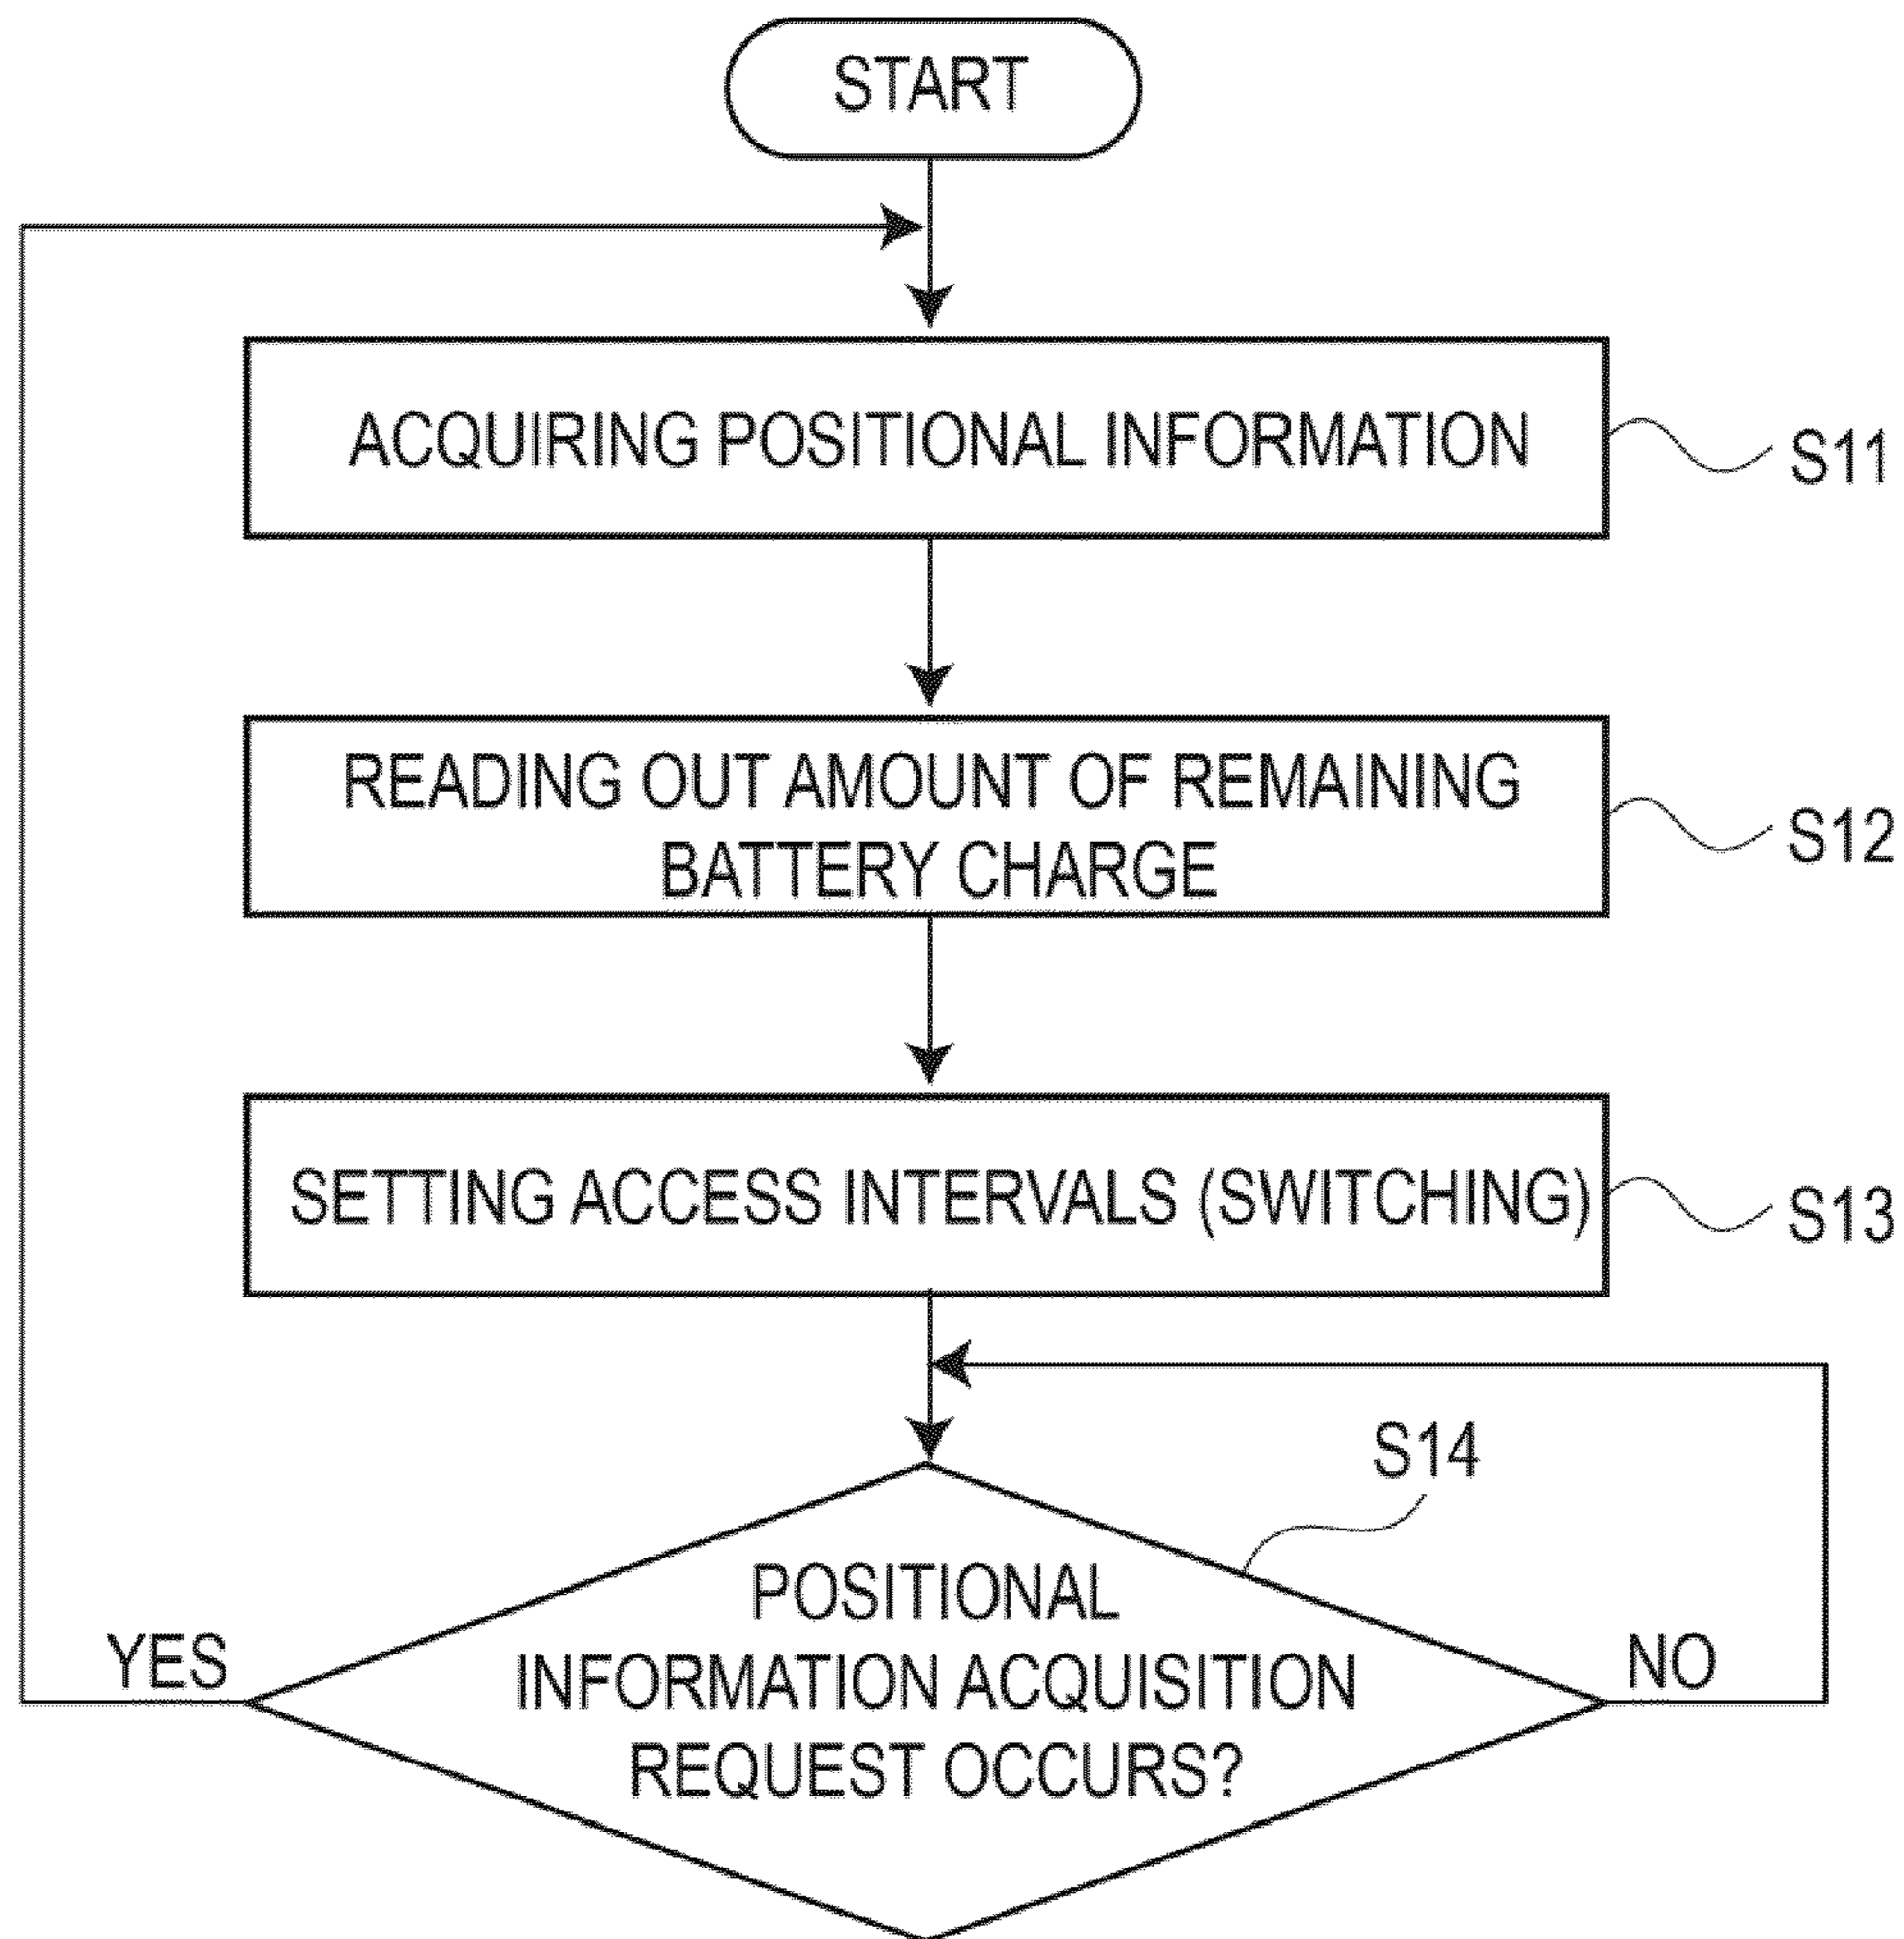 START
ACQUIRING POSITIONAL INFORMATION
S11
READING OUT AMOUNT OF REMAINING
BATTERY CHARGE
S12
SETTING ACCESS INTERVALS (SWITCHING)
S13
S14
POSITIONAL
INFORMATION ACQUISITION
REQUEST OCCURS?
YES
NO